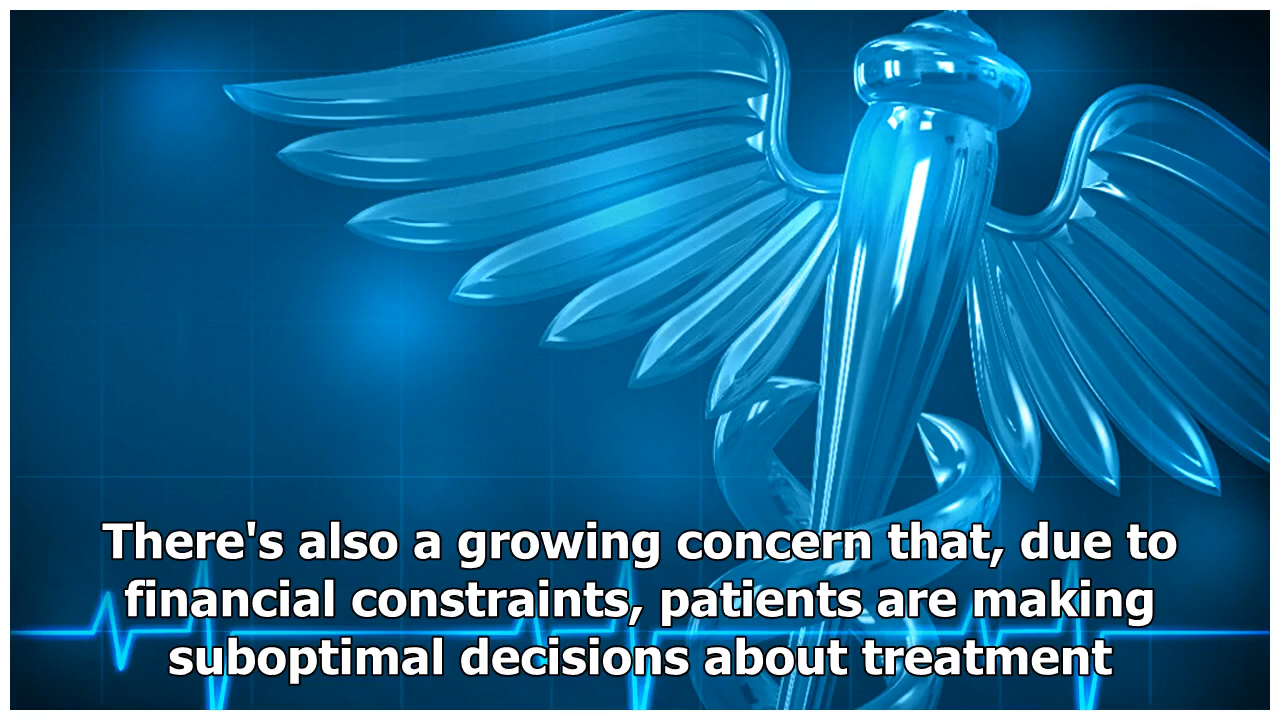 There's also a growing concern that, due to
financial constraints, patients are making
suboptimal decisions about treatment